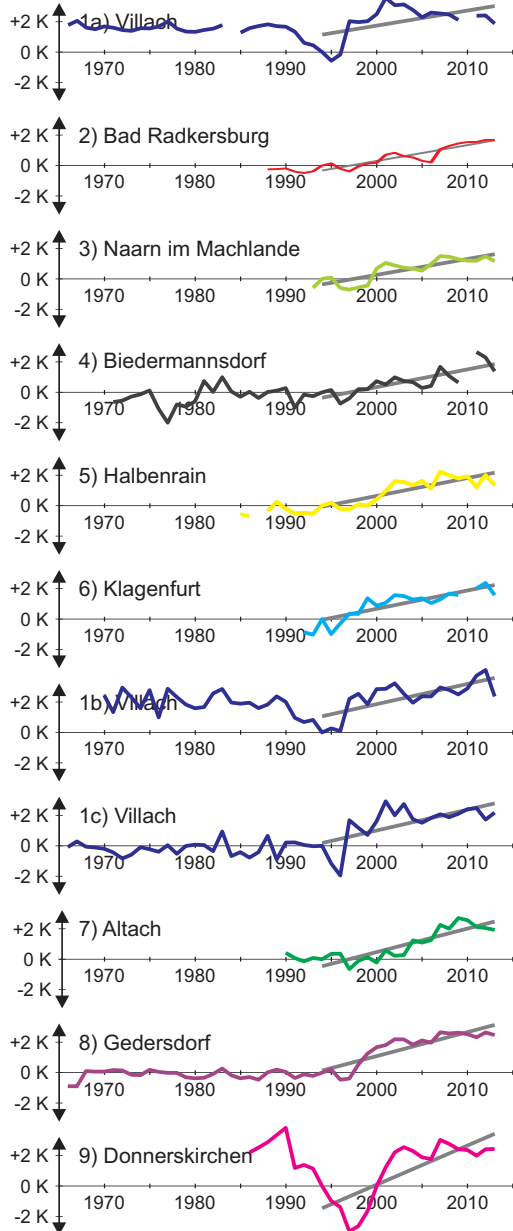 +2 K 1a) Villach
0 K
1970 1980 1990 2000 2010
-2 K
+2 K 2) Bad Radkersburg
0 K
1970 1980 1990 2000 2010
-2 K
+2 K 3) Naarn im Machlande
0 K
1970 1980 1990 2000 2010
-2 K
+2 K 4) Biedermannsdorf
0 K
1970 1980 1990 2000 2010
-2 K
+2 K 5) Halbenrain
0 K
1970 1980 1990 2000 2010
-2 K
+2 K 6) Klagenfurt
0 K
1970 1980 1990 2000 2010
-2 K
+2 K 1b) Villach
0 K
1970 1980 1990 2000 2010
-2 K
+2 K 1c) Villach
0 K
1970 1980 1990 2000 2010
-2 K
+2 K 7) Altach
0 K
1970 1980 1990 2000 2010
-2 K
+2 K 8) Gedersdorf
0 K
1970 1980 1990 2000 2010
-2 K
+2 K 9) Donnerskirchen
0 K
1970 1980 1990 2000 2010
-2 K